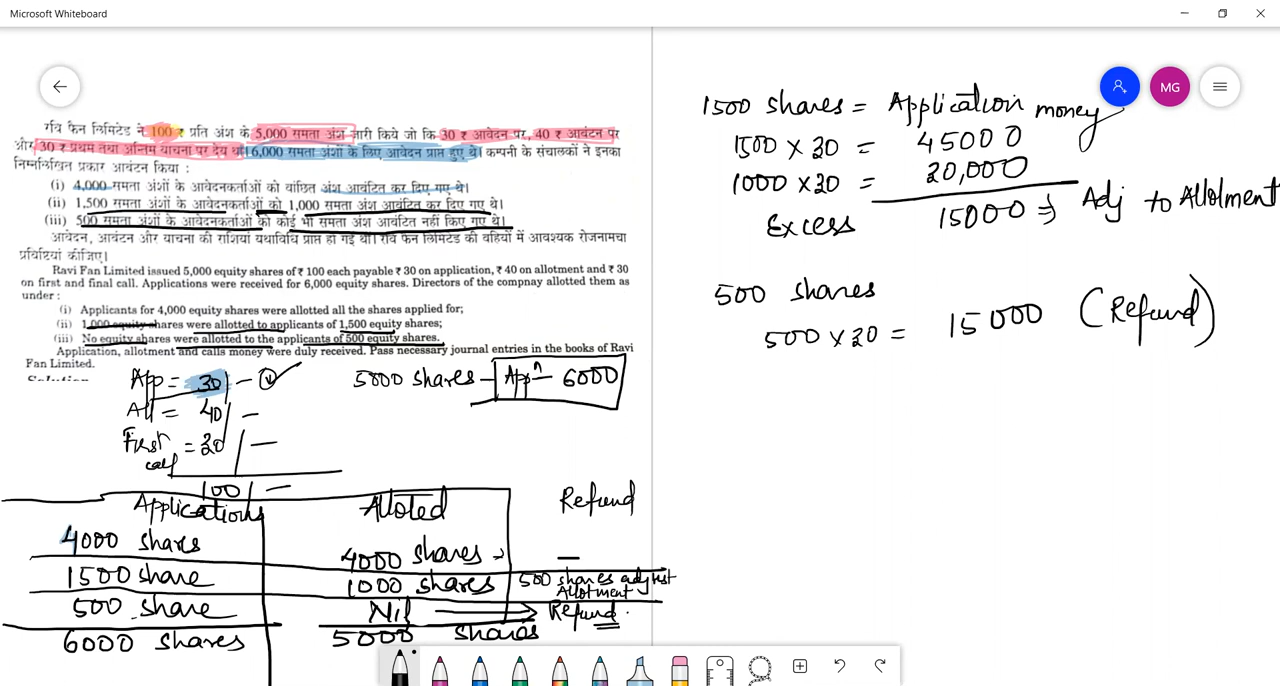 Microsoft Whiteboard
MG
रवि फैन लिमिटेड ने 100 ₹ प्रति अंश के 5,000 समता अंश जारी किये जो कि 30 ₹ आवेदन पर, 40 ₹ आवंटन पर
और 30 ₹ प्रथम तथा अन्तिम याचना पर देय था। 6,000 समता अंशों के लिए आवेदन प्राप्त हुए थे। कम्पनी के संचालकों ने इनका
निम्नलिखित प्रकार आवंटन किया :
(i) 4,000 समता अंशों के आवेदनकर्ताओं को वांछित अंश आवंटित कर दिए गए थे।
(ii) 1,500 समता अंशों के आवेदनकर्ताओं को 1,000 समता अंश आवंटित कर दिए गए थे।
(iii) 500 समता अंशों के आवेदनकर्ताओं को कोई भी समता अंश आवंटित नहीं किए गए थे।
आवेदन, आवंटन और याचना की राशियां यथाविधि प्राप्त हो गई थीं। रवि फैन लिमिटेड की वहियों में आवश्यक रोजनामचा
प्रविष्टियां कीजिए।
Ravi Fan Limited issued 5,000 equity shares of ₹ 100 each payable ₹ 30 on application, ₹ 40 on allotment and ₹ 30
on first and final call. Applications were received for 6,000 equity shares. Directors of the compnay allotted them as
under :
(i) Applicants for 4,000 equity shares were allotted all the shares applied for;
(ii) 1,000 equity shares were allotted to applicants of 1,500 equity shares;
(iii) No equity shares were allotted to the applicants of 500 equity shares.
Application, allotment and calls money were duly received. Pass necessary journal entries in the books of Ravi
Fan Limited.
App = 30/-
All = 40/-
First call = 30/-
100/-
5000 shares - Appn 6000
Applications Alloted Refund
4000 shares 4000 shares —
1500 share 1000 shares 500 shares adjust Allotment
500 share Nil Refund.
6000 shares 5000 shares
1500 shares = Application money
1500 × 30 = 45000
1000 × 30 = 30,000
Excess 15000 ⇒ Adj to Allotment
500 shares
500 × 30 = 15000 (Refund)